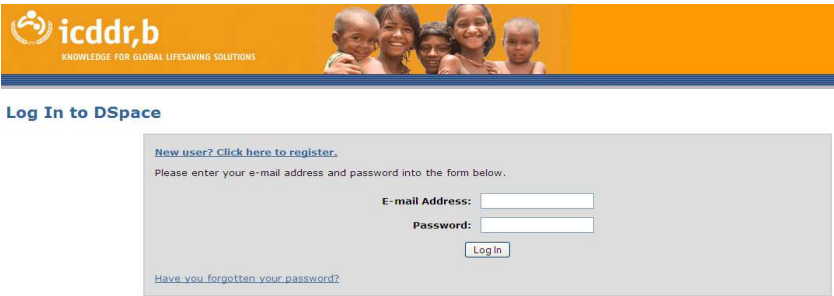 icddr,b
KNOWLEDGE FOR GLOBAL LIFESAVING SOLUTIONS
Log In to DSpace
New user? Click here to register.
Please enter your e-mail address and password into the form below.
E-mail Address:
Password:
Log In
Have you forgotten your password?